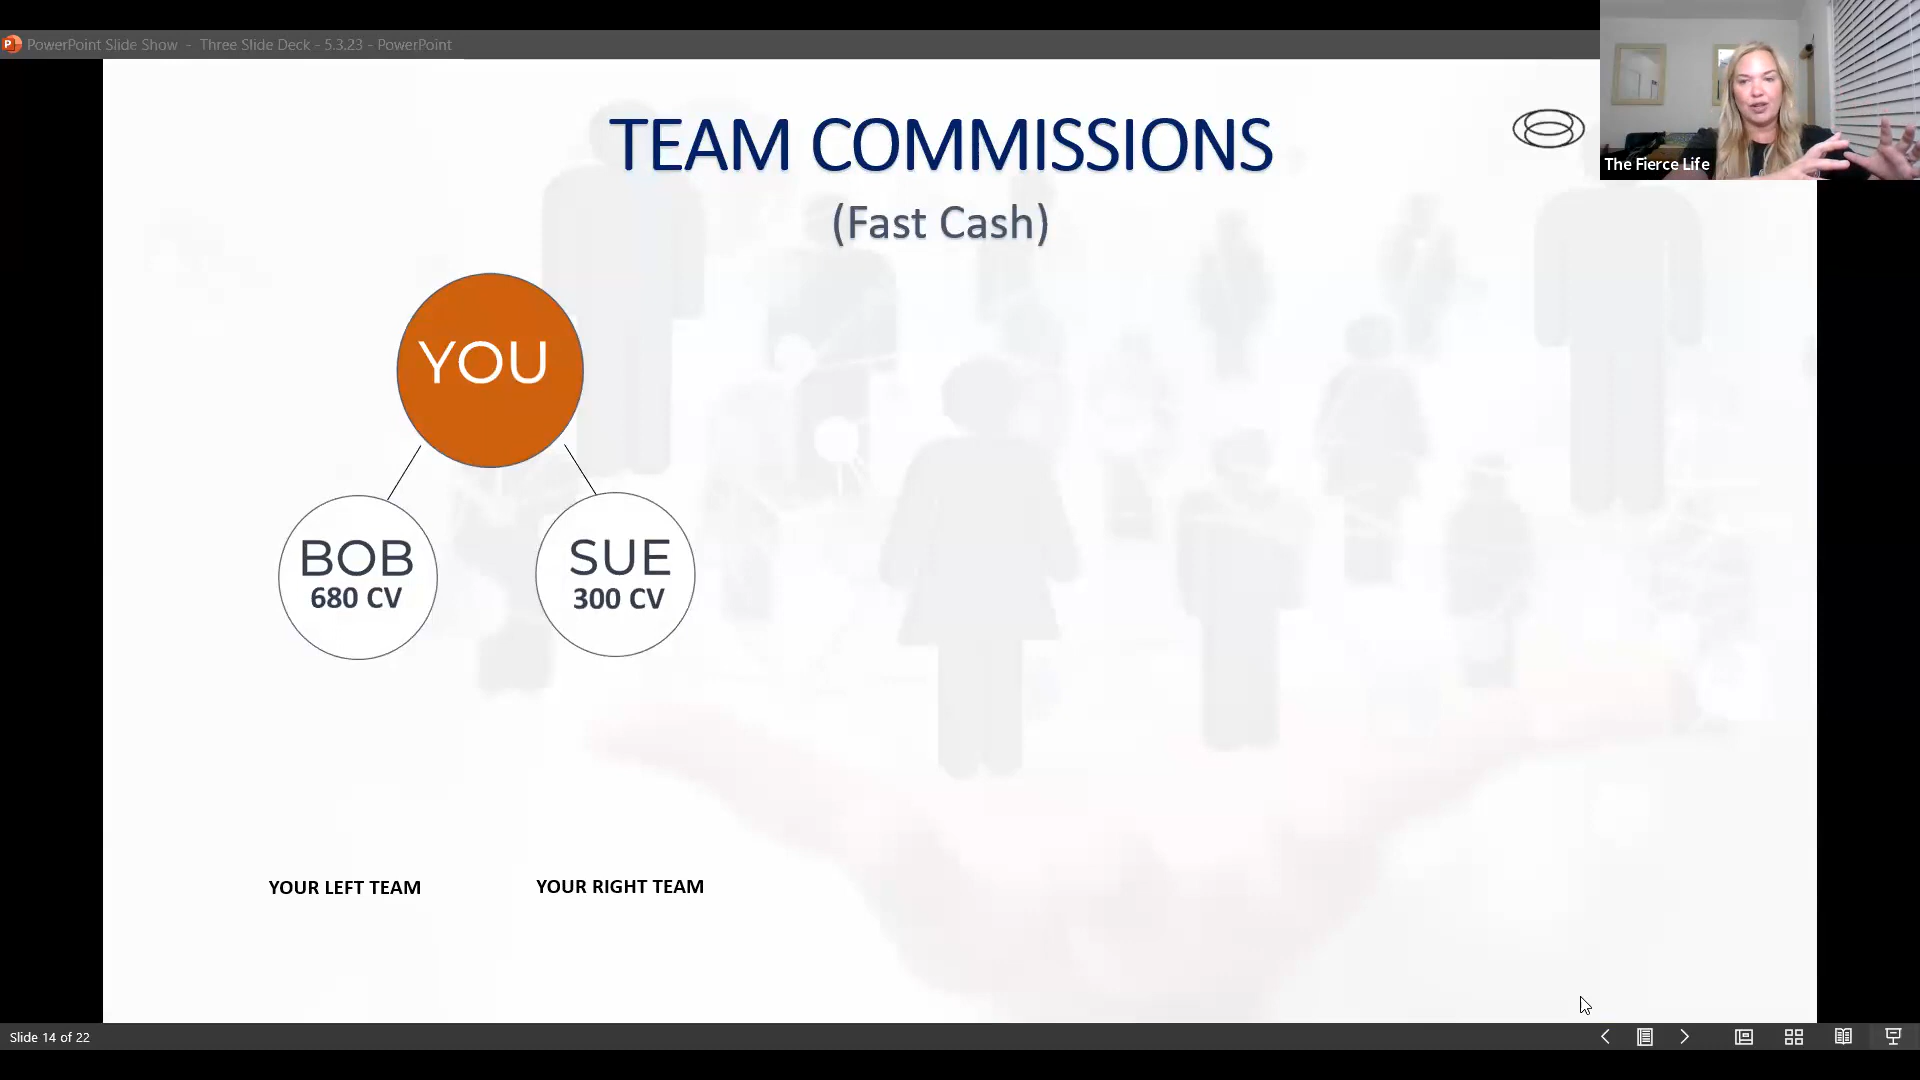 PowerPoint Slide Show - Three Slide Deck - 5.3.23 - PowerPoint
The Fierce Life
TEAM COMMISSIONS
(Fast Cash)
YOU
BOB
680 CV
SUE
300 CV
YOUR LEFT TEAM
YOUR RIGHT TEAM
Slide 14 of 22